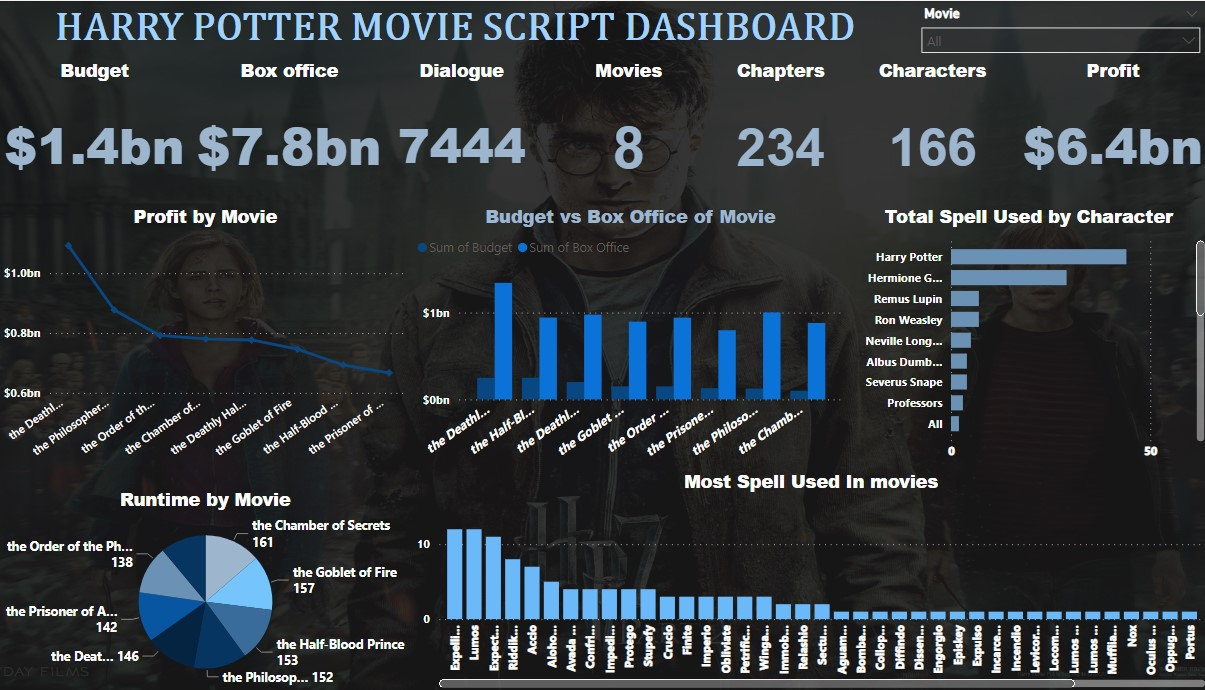 HARRY POTTER MOVIE SCRIPT DASHBOARD
Movie
All
Budget Box office Dialogue Movies Chapters Characters Profit
$1.4bn $7.8bn 7444 8 234 166 $6.4bn
Profit by Movie
$1.0bn
$0.8bn
$0.6bn
the Deathl...
the Philosopher...
the Order of th...
the Chamber of...
the Deathly Hal...
the Goblet of Fire
the Half-Blood ...
the Prisoner of ...
Budget vs Box Office of Movie
Sum of Budget Sum of Box Office
$1bn
$0bn
the Deathl...
the Half-Bl...
the Deathl...
the Goblet ...
the Order ...
the Prisone...
the Philoso...
the Chamb...
Total Spell Used by Character
Harry Potter
Hermione G...
Remus Lupin
Ron Weasley
Neville Long...
Albus Dumb...
Severus Snape
Professors
All
0 50
Runtime by Movie
the Chamber of Secrets
161
the Goblet of Fire
157
the Half-Blood Prince
153
the Philosop... 152
the Deat... 146
the Prisoner of A...
142
the Order of the Ph...
138
DAY FILMS
Most Spell Used In movies
10
0
Expelli...
Lumos
Expect...
Riddik...
Accio
Aloho...
Avada ...
Confri...
Impedi...
Protego
Stupefy
Crucio
Finite
Imperio
Obliviate
Petrific...
Winga...
Immob...
Relashio
Sectu...
Aguam...
Bomba...
Collop...
Diffindo
Dissen...
Engorgio
Episkey
Expulso
Incarce...
Incendio
Levicor...
Locom...
Lumos ...
Lumos ...
Mufflia...
Nox
Oculus ...
Oppug...
Portus